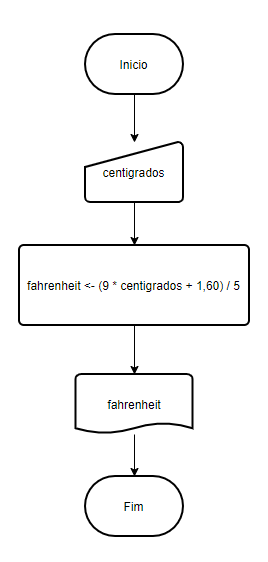 Inicio
centigrados
fahrenheit <- (9 * centigrados + 1,60) / 5
fahrenheit
Fim